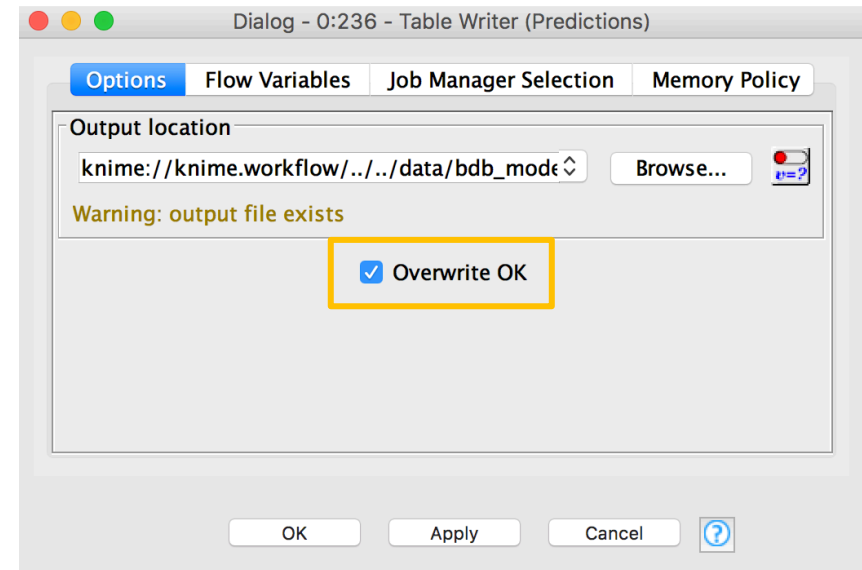 Dialog - 0:236 - Table Writer (Predictions)
Options Flow Variables Job Manager Selection Memory Policy
Output location
knime://knime.workflow/../../data/bdb_mode Browse... v=?
Warning: output file exists
Overwrite OK
OK Apply Cancel ?